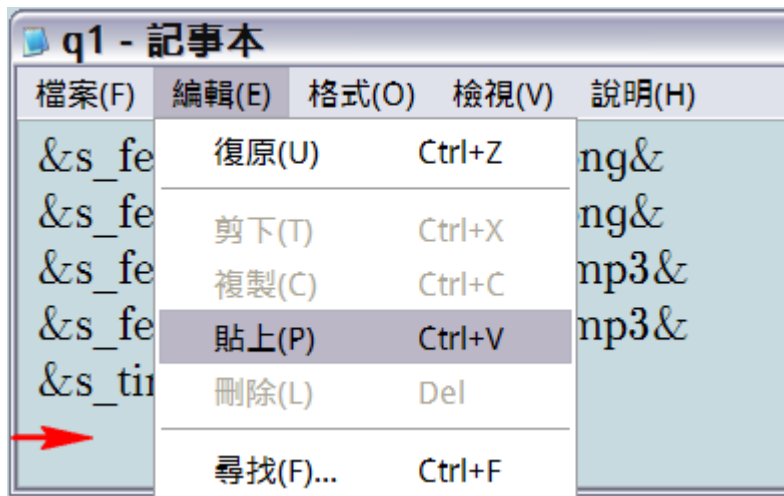 q1 - 記事本
檔案(F) 編輯(E) 格式(O) 檢視(V) 說明(H)
&s_fe
&s_fe
&s_fe
&s_fe
&s_tin
復原(U) Ctrl+Z
剪下(T) Ctrl+X
複製(C) Ctrl+C
貼上(P) Ctrl+V
刪除(L) Del
尋找(F)... Ctrl+F
ng&
ng&
mp3&
mp3&